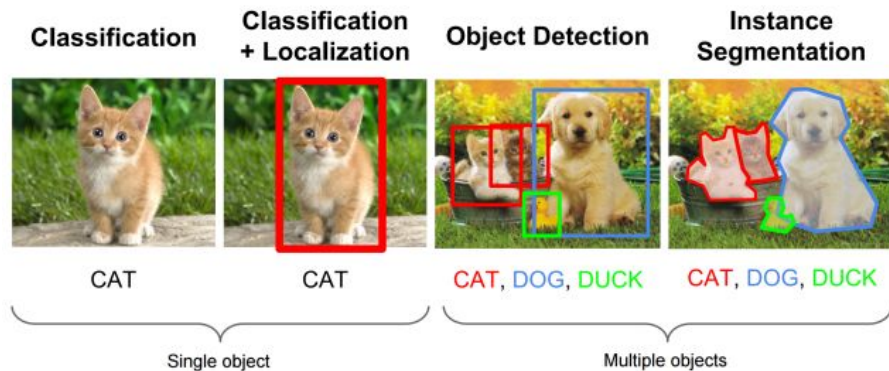 Classification
Classification
+ Localization
Object Detection
Instance
Segmentation
CAT
CAT
CAT, DOG, DUCK
CAT, DOG, DUCK
Single object
Multiple objects